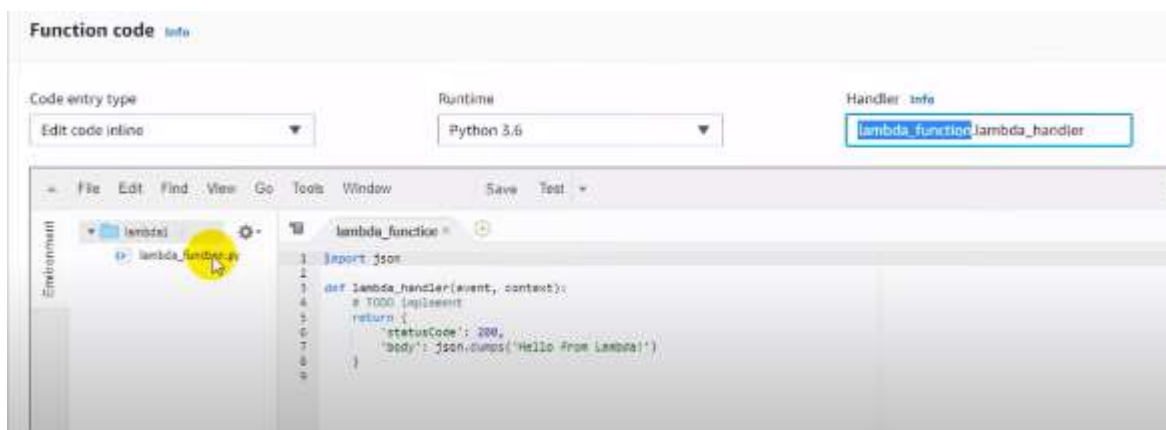 Function code Info
Code entry type
Edit code inline
Runtime
Python 3.6
Handler Info
lambda_function.lambda_handler
File Edit Find View Go Tools Window Save Test
Environment
lambda1
lambda_function.py
lambda_function
1 import json
2
3 def lambda_handler(event, context):
4 # TODO implement
5 return {
6 'statusCode': 200,
7 'body': json.dumps('Hello from Lambda!')
8 }
9